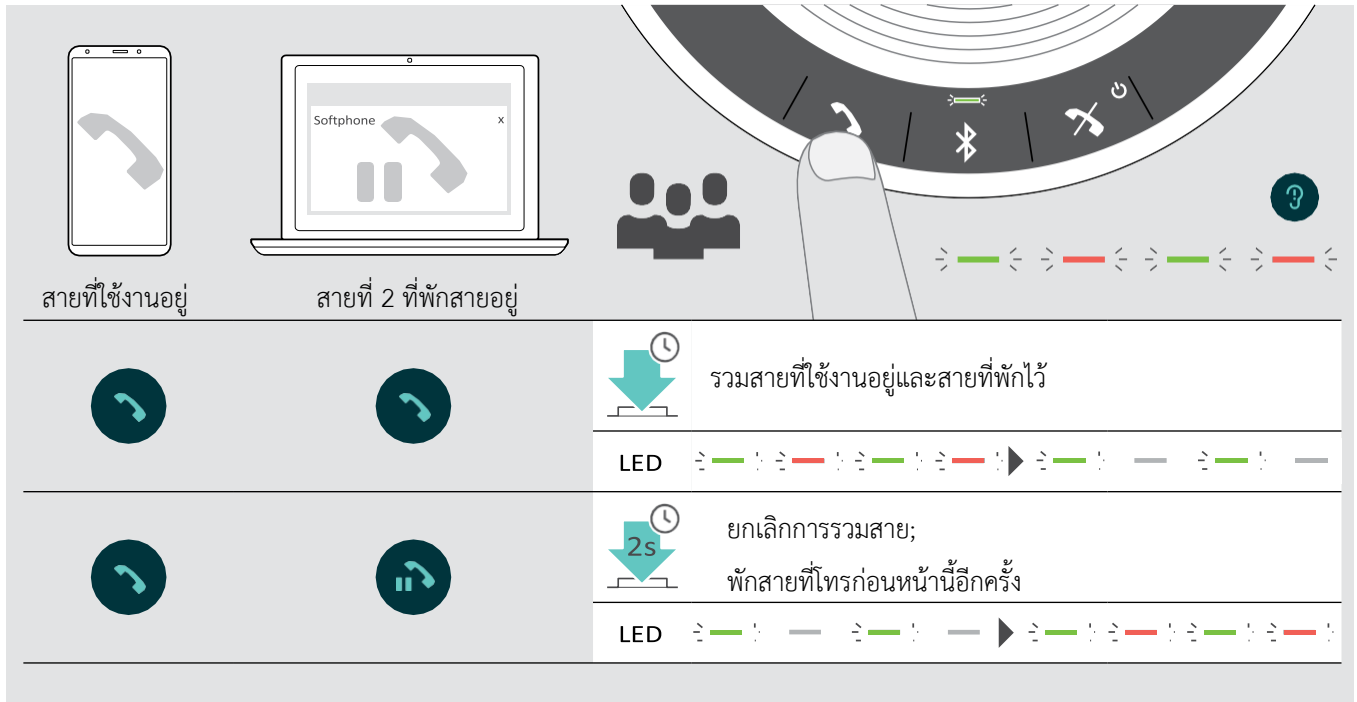 Softphone x
สายที่ใช้งานอยู่
สายที่ 2 ที่พักสายอยู่
รวมสายที่ใช้งานอยู่และสายที่พักไว้
LED
2s
ยกเลิกการรวมสาย;
พักสายที่โทรก่อนหน้านี้อีกครั้ง
LED